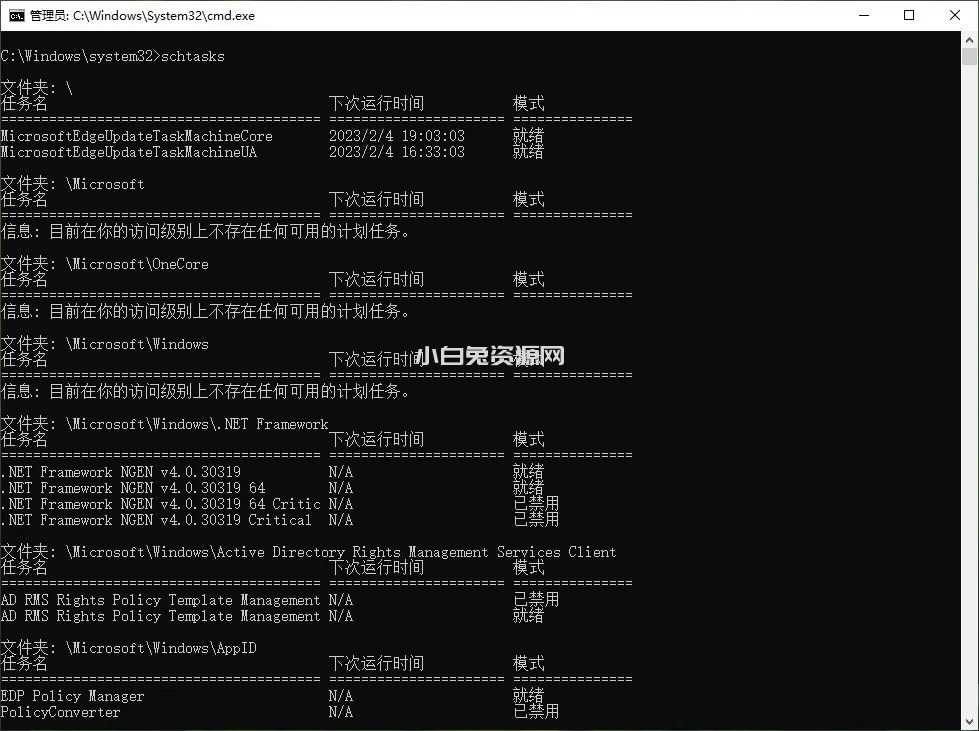 管理员: C:\Windows\System32\cmd.exe
C:\Windows\system32>schtasks
文件夹: \
任务名 下次运行时间 模式
======================================== ====================== ===============
MicrosoftEdgeUpdateTaskMachineCore 2023/2/4 19:03:03 就绪
MicrosoftEdgeUpdateTaskMachineUA 2023/2/4 16:33:03 就绪
文件夹: \Microsoft
任务名 下次运行时间 模式
======================================== ====================== ===============
信息: 目前在你的访问级别上不存在任何可用的计划任务。
文件夹: \Microsoft\OneCore
任务名 下次运行时间 模式
======================================== ====================== ===============
信息: 目前在你的访问级别上不存在任何可用的计划任务。
文件夹: \Microsoft\Windows
任务名 下次运行时间 模式
小白兔资源网
======================================== ====================== ===============
信息: 目前在你的访问级别上不存在任何可用的计划任务。
文件夹: \Microsoft\Windows\.NET Framework
任务名 下次运行时间 模式
======================================== ====================== ===============
.NET Framework NGEN v4.0.30319 N/A 就绪
.NET Framework NGEN v4.0.30319 64 N/A 就绪
.NET Framework NGEN v4.0.30319 64 Critic N/A 已禁用
.NET Framework NGEN v4.0.30319 Critical N/A 已禁用
文件夹: \Microsoft\Windows\Active Directory Rights Management Services Client
任务名 下次运行时间 模式
======================================== ====================== ===============
AD RMS Rights Policy Template Management N/A 已禁用
AD RMS Rights Policy Template Management N/A 就绪
文件夹: \Microsoft\Windows\AppID
任务名 下次运行时间 模式
======================================== ====================== ===============
EDP Policy Manager N/A 就绪
PolicyConverter N/A 已禁用